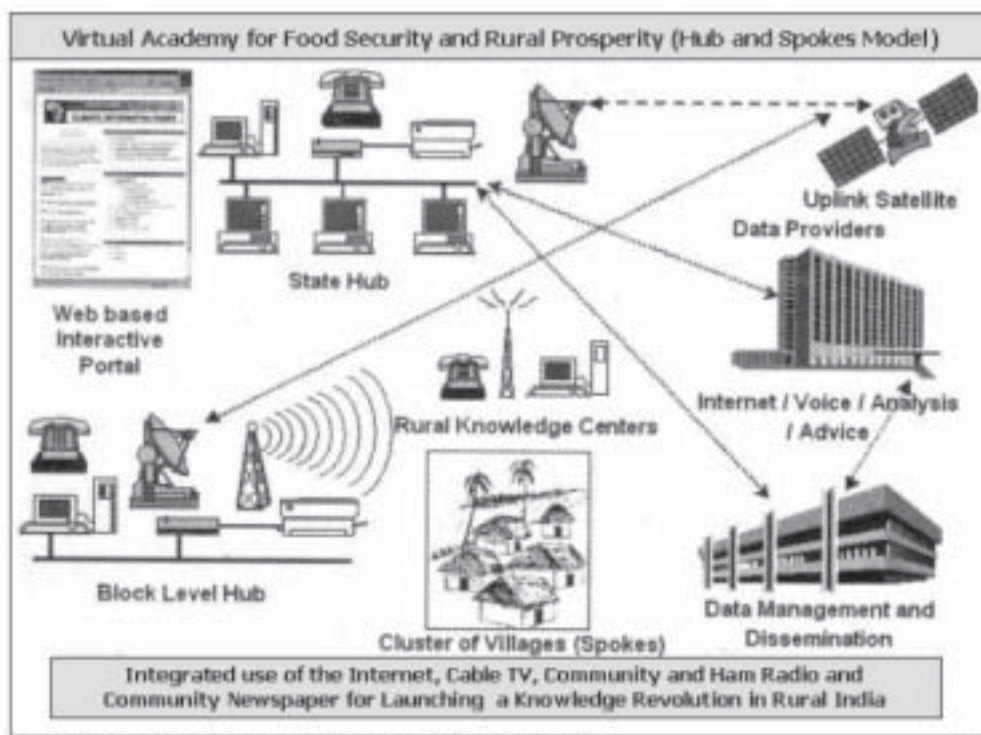 Virtual Academy for Food Security and Rural Prosperity (Hub and Spokes Model)
Uplink Satellite
Data Providers
State Hub
Web based
Interactive
Portal
Internet / Voice / Analysis
/ Advice
Rural Knowledge Centers
Block Level Hub
Data Management and
Dissemination
Cluster of Villages (Spokes)
Integrated use of the Internet, Cable TV, Community and Ham Radio and
Community Newspaper for Launching a Knowledge Revolution in Rural India